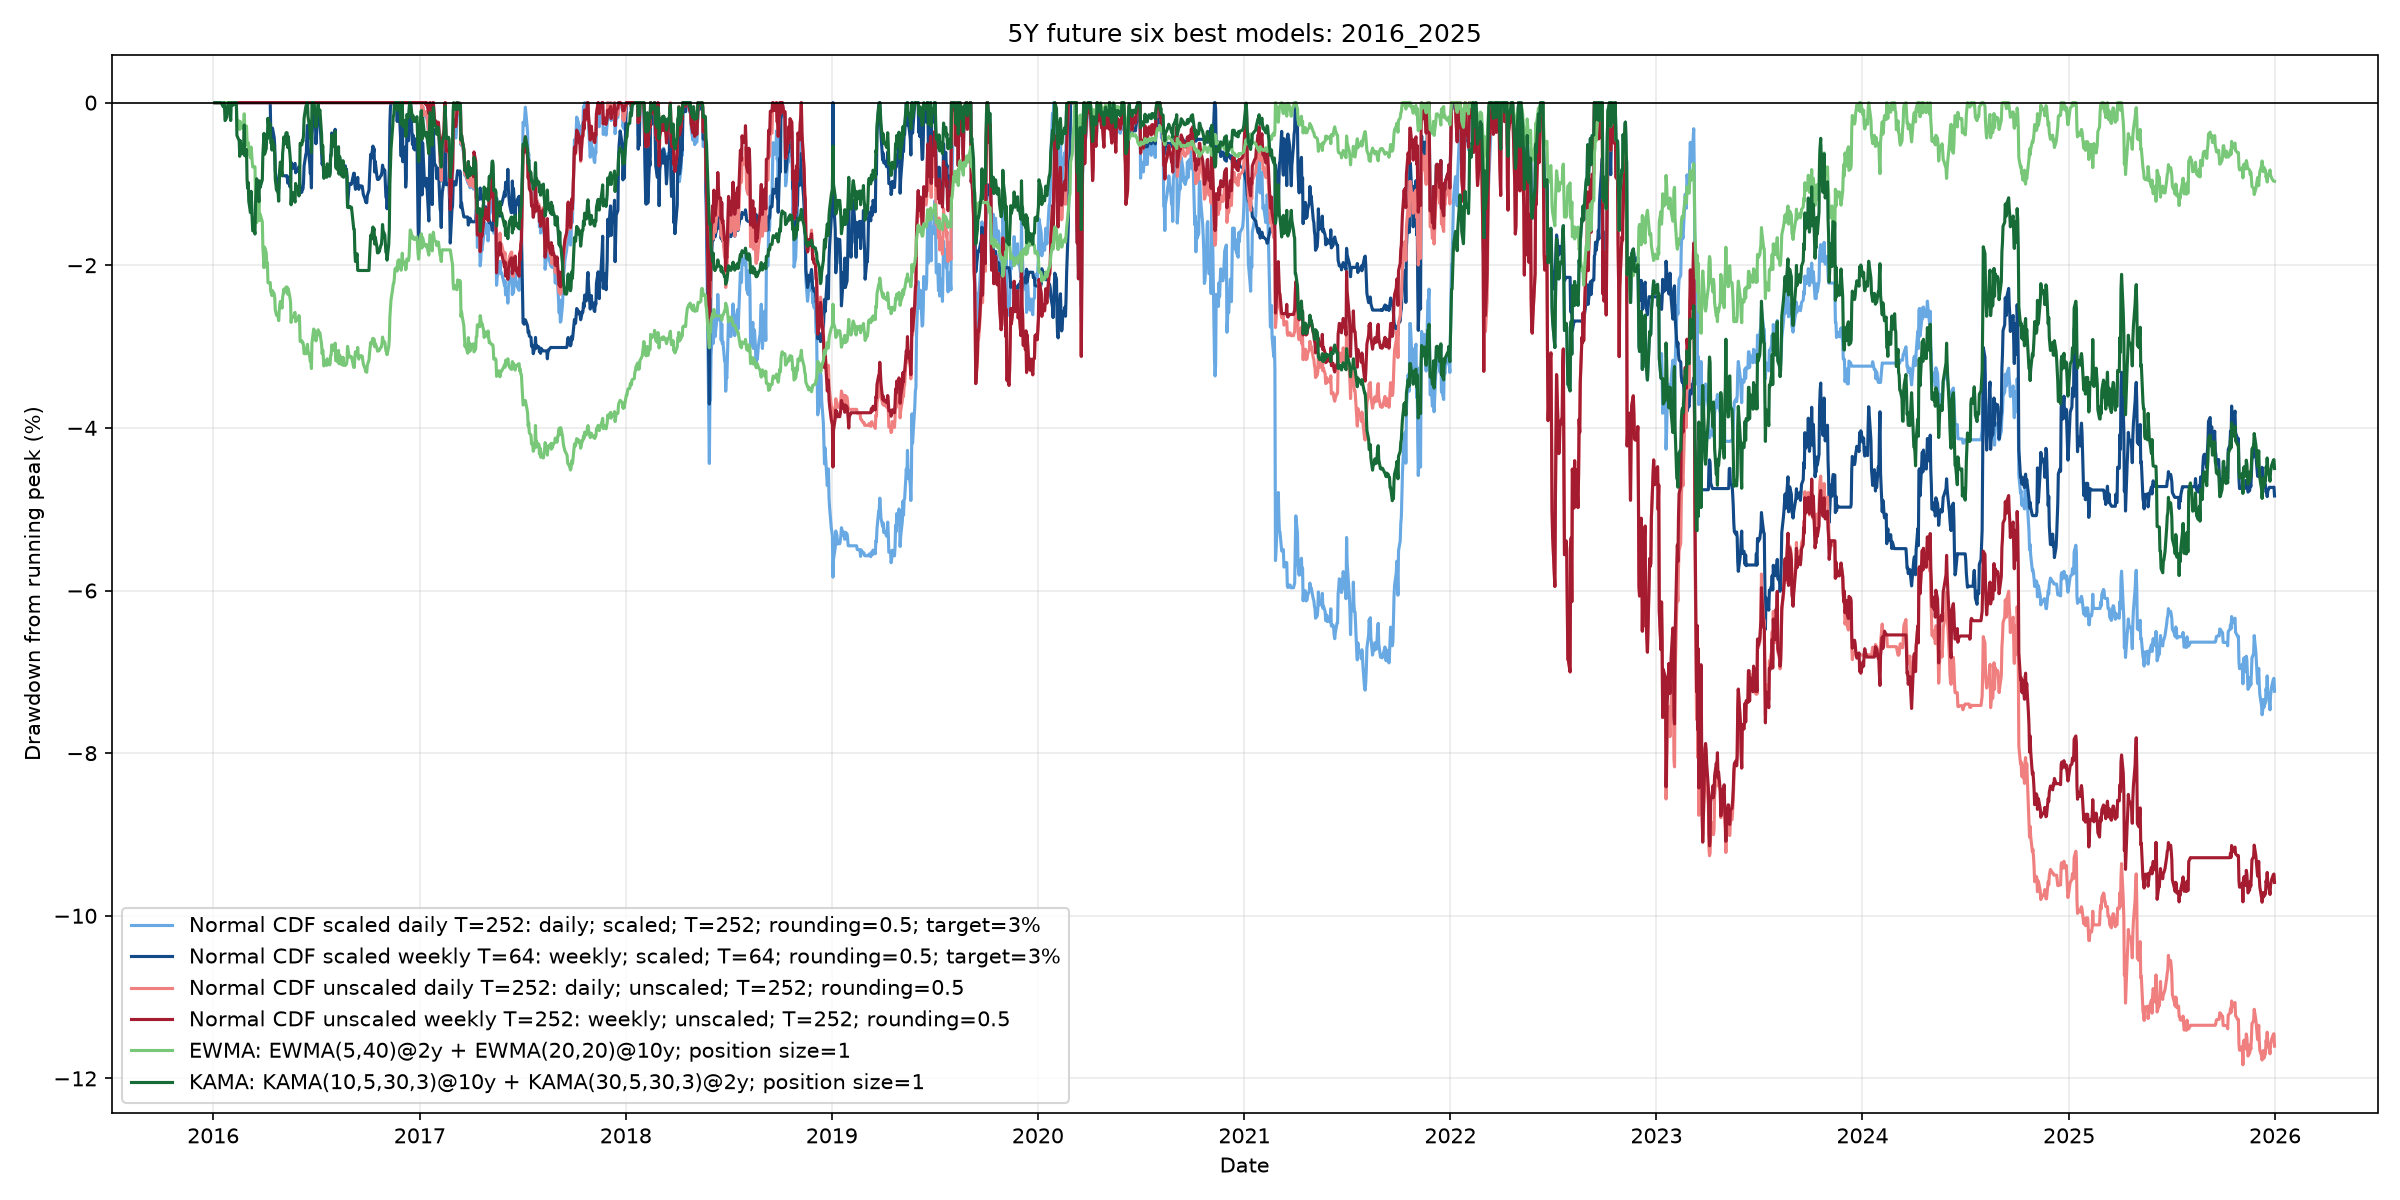 5Y future six best models: 2016_2025
Drawdown from running peak (%)
0
−2
−4
−6
−8
−10
−12
Normal CDF scaled daily T=252: daily; scaled; T=252; rounding=0.5; target=3%
Normal CDF scaled weekly T=64: weekly; scaled; T=64; rounding=0.5; target=3%
Normal CDF unscaled daily T=252: daily; unscaled; T=252; rounding=0.5
Normal CDF unscaled weekly T=252: weekly; unscaled; T=252; rounding=0.5
EWMA: EWMA(5,40)@2y + EWMA(20,20)@10y; position size=1
KAMA: KAMA(10,5,30,3)@10y + KAMA(30,5,30,3)@2y; position size=1
2016 2017 2018 2019 2020 2021 2022 2023 2024 2025 2026
Date